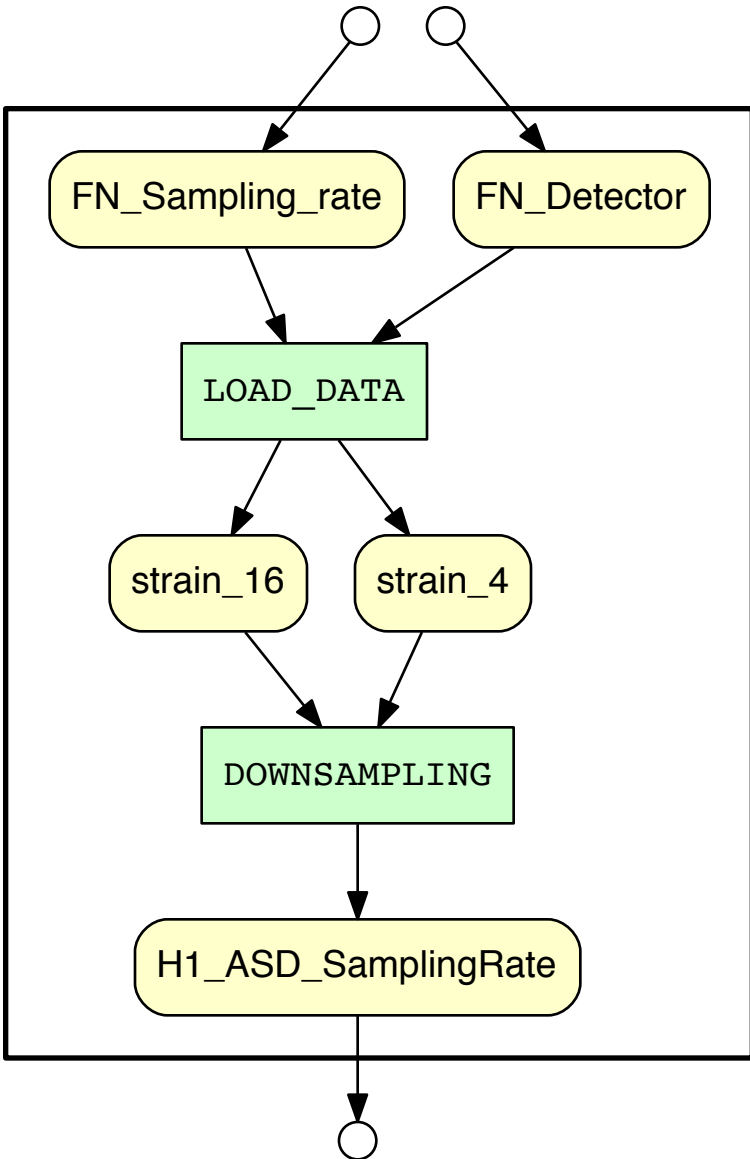 FN_Sampling_rate
FN_Detector
LOAD_DATA
strain_16
strain_4
DOWNSAMPLING
H1_ASD_SamplingRate